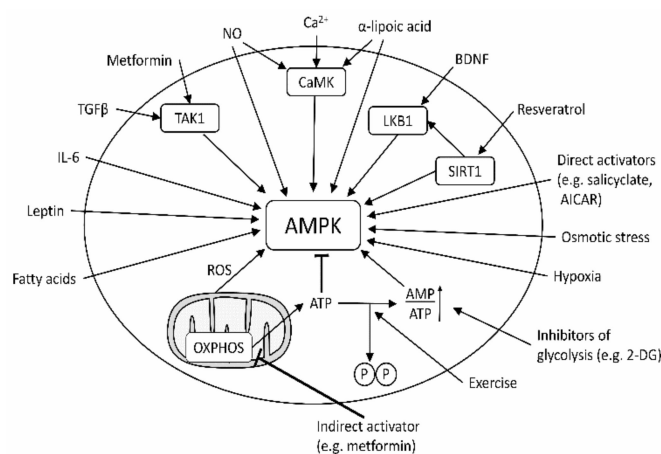 Ca²⁺
NO
α-lipoic acid
Metformin
BDNF
CaMK
TGFβ
TAK1
LKB1
Resveratrol
IL-6
SIRT1
Direct activators
(e.g. salicyclate,
AICAR)
Leptin
AMPK
Osmotic stress
Fatty acids
ROS
Hypoxia
ATP
AMP
ATP
OXPHOS
P P
Inhibitors of
glycolysis (e.g. 2-DG)
Exercise
Indirect activator
(e.g. metformin)